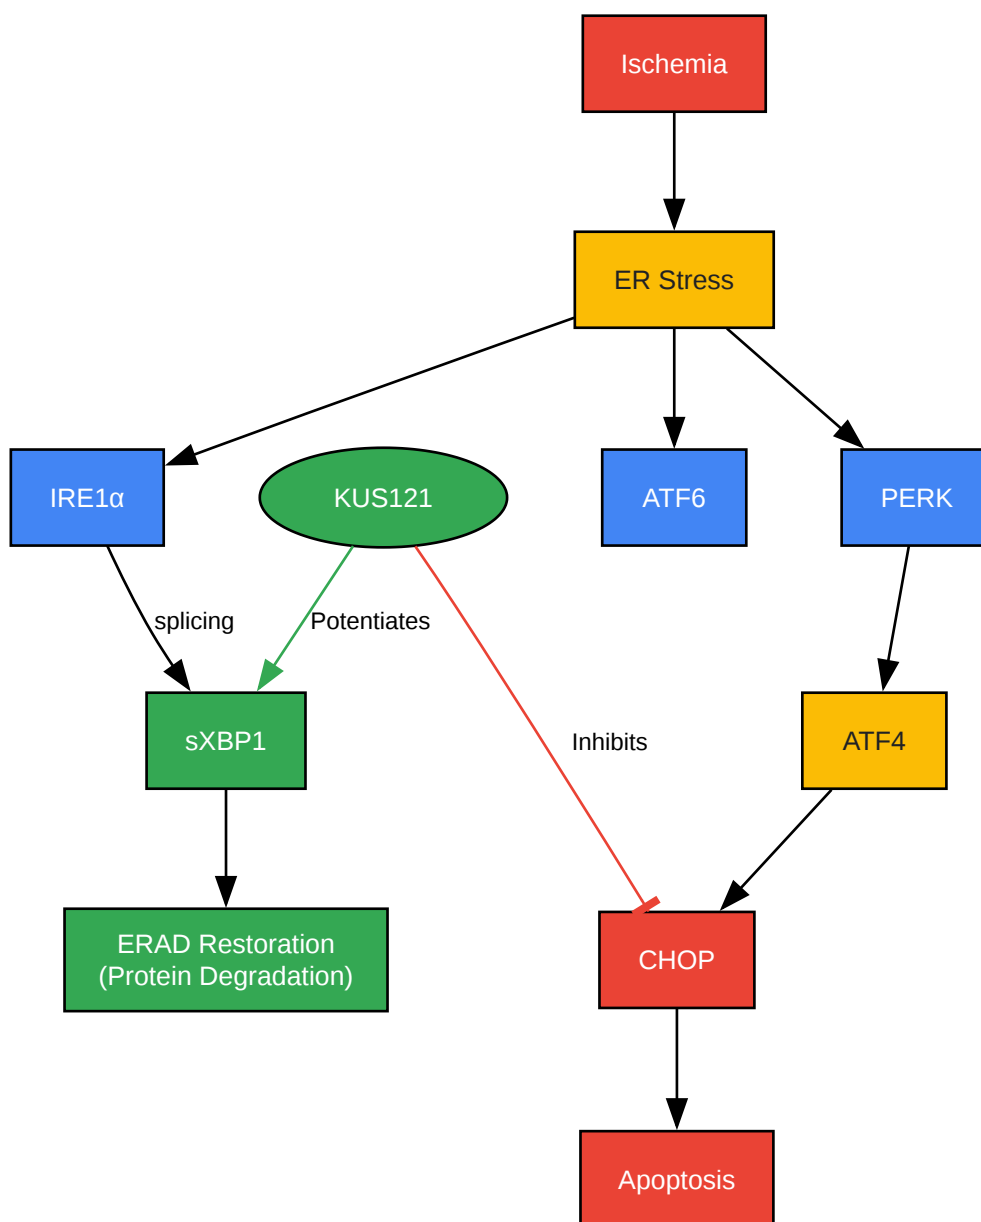 Ischemia
ER Stress
IRE1α
KUS121
ATF6
PERK
splicing
Potentiates
sXBP1
Inhibits
ATF4
ERAD Restoration
(Protein Degradation)
CHOP
Apoptosis